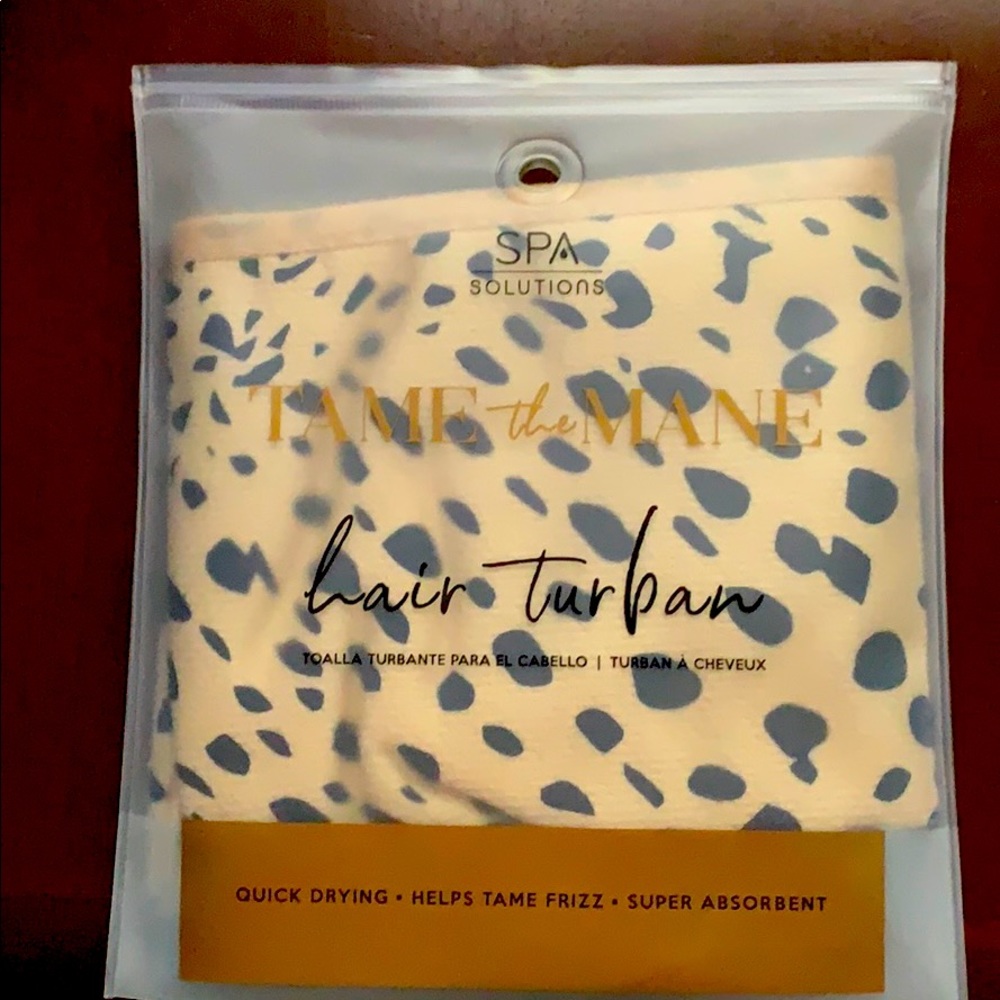 SPA
SOLUTIONS
TAME the MANE
hair turban
TOALLA TURBANTE PARA EL CABELLO | TURBAN À CHEVEUX
QUICK DRYING • HELPS TAME FRIZZ • SUPER ABSORBENT